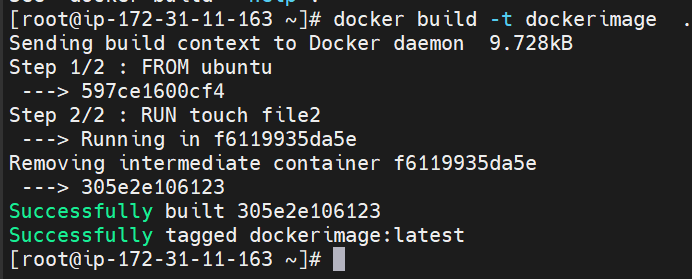 [root@ip-172-31-11-163 ~]# docker build -t dockerimage  .
Sending build context to Docker daemon  9.728kB
Step 1/2 : FROM ubuntu
 ---> 597ce1600cf4
Step 2/2 : RUN touch file2
 ---> Running in f6119935da5e
Removing intermediate container f6119935da5e
 ---> 305e2e106123
Successfully built 305e2e106123
Successfully tagged dockerimage:latest
[root@ip-172-31-11-163 ~]#